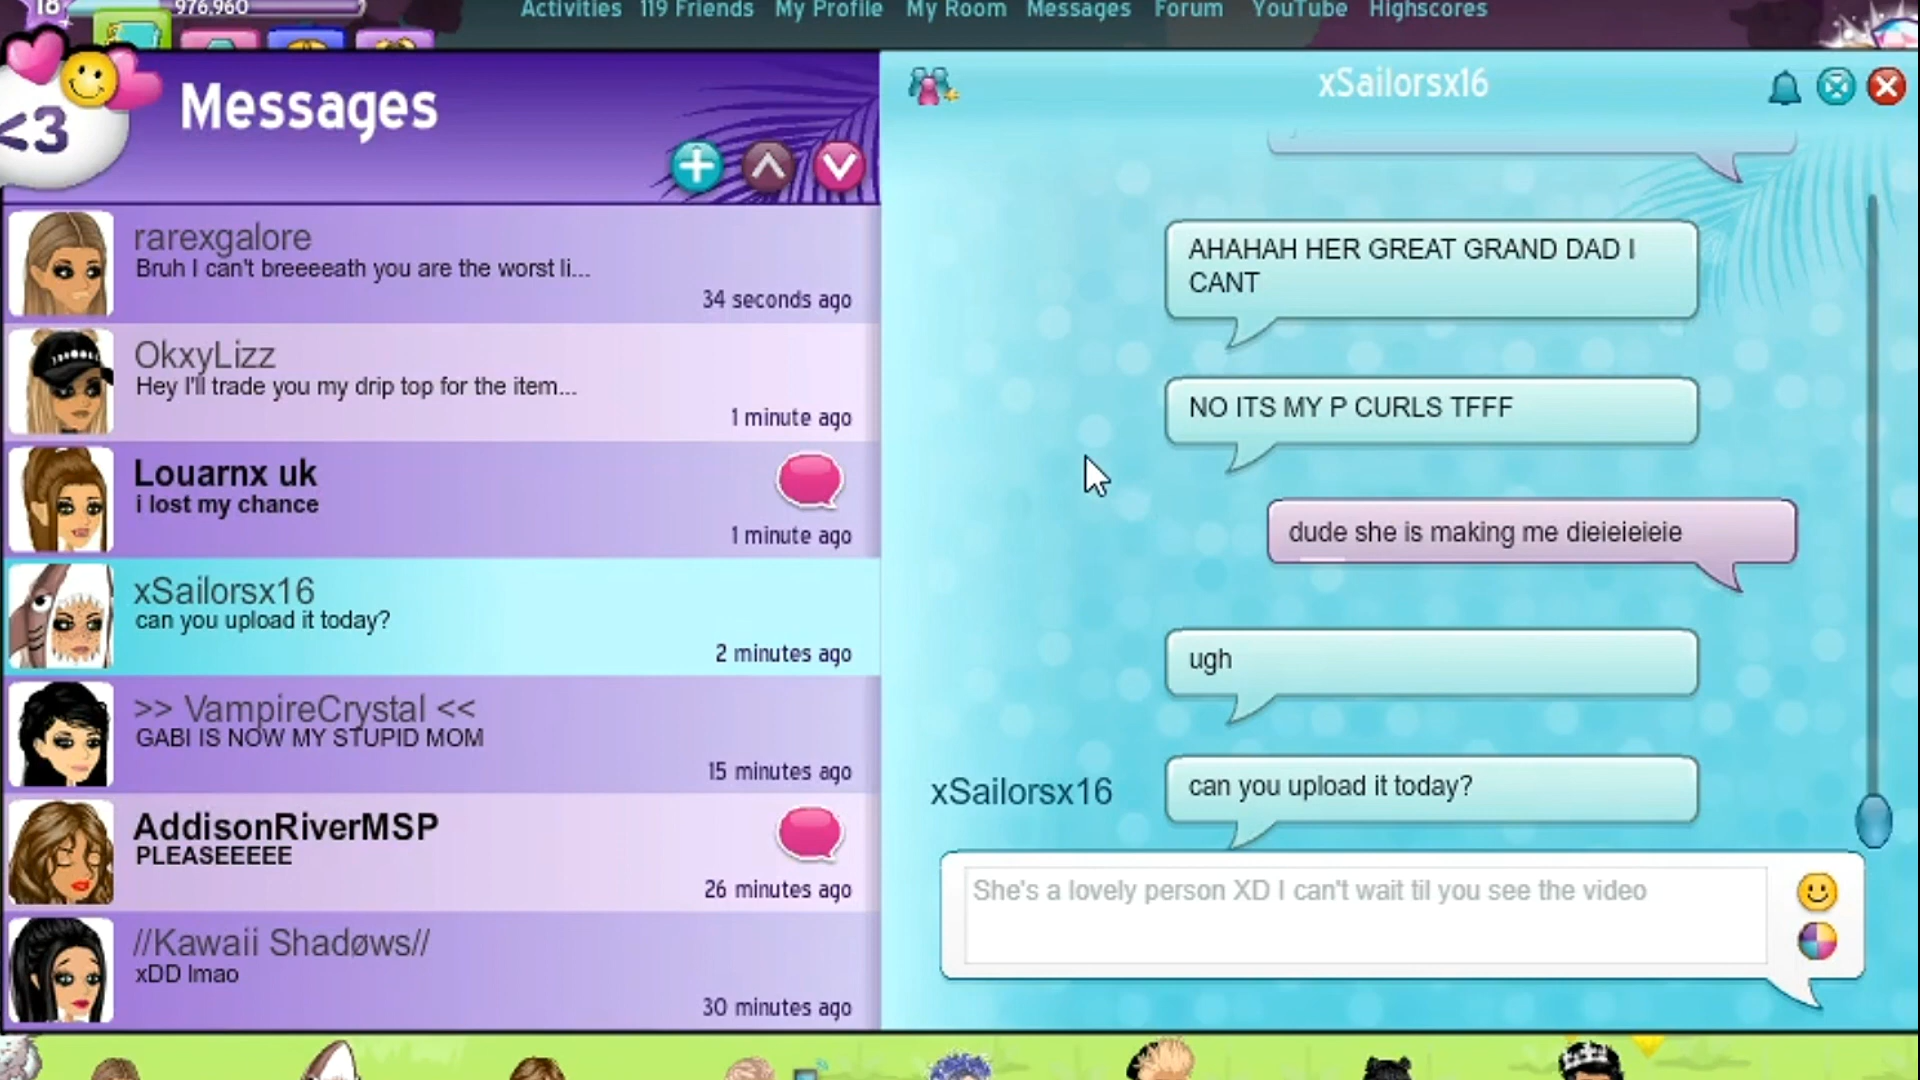 18
976,960
Activities 119 Friends My Profile My Room Messages Forum YouTube Highscores
<3
Messages
rarexgalore
Bruh I can't breeeeath you are the worst li...
34 seconds ago
OkxyLizz
Hey I'll trade you my drip top for the item...
1 minute ago
Louarnx uk
i lost my chance
1 minute ago
xSailorsx16
can you upload it today?
2 minutes ago
>> VampireCrystal <<
GABI IS NOW MY STUPID MOM
15 minutes ago
AddisonRiverMSP
PLEASEEEEE
26 minutes ago
//Kawaii Shadøws//
xDD lmao
30 minutes ago
xSailorsx16
AHAHAH HER GREAT GRAND DAD I
CANT
NO ITS MY P CURLS TFFF
dude she is making me dieieieieie
ugh
xSailorsx16
can you upload it today?
She's a lovely person XD I can't wait til you see the video